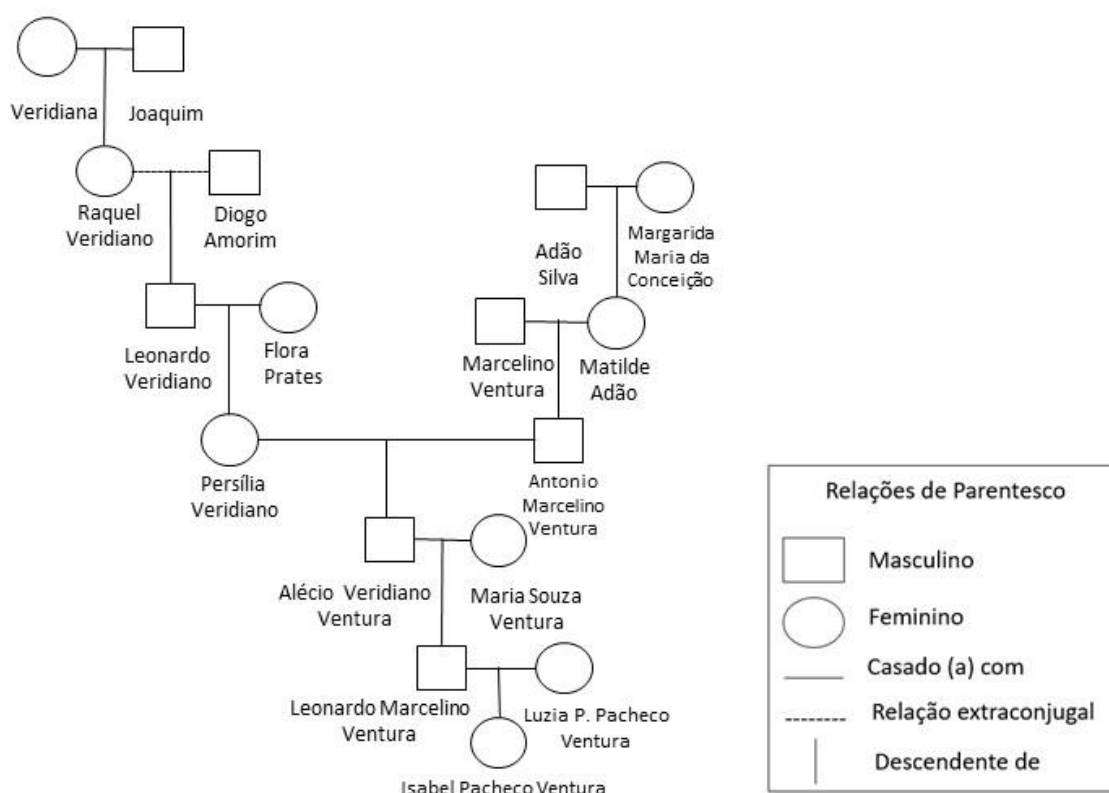 Veridiana
Joaquim
Raquel
Veridiano
Diogo
Amorim
Adão
Silva
Margarida
Maria da
Conceição
Leonardo
Veridiano
Flora
Prates
Marcelino
Ventura
Matilde
Adão
Persília
Veridiano
Antonio
Marcelino
Ventura
Alécio Veridiano
Ventura
Maria Souza
Ventura
Leonardo Marcelino
Ventura
Luzia P. Pacheco
Ventura
Isabel Pacheco Ventura
Relações de Parentesco
Masculino
Feminino
Casado (a) com
Relação extraconjugal
Descendente de